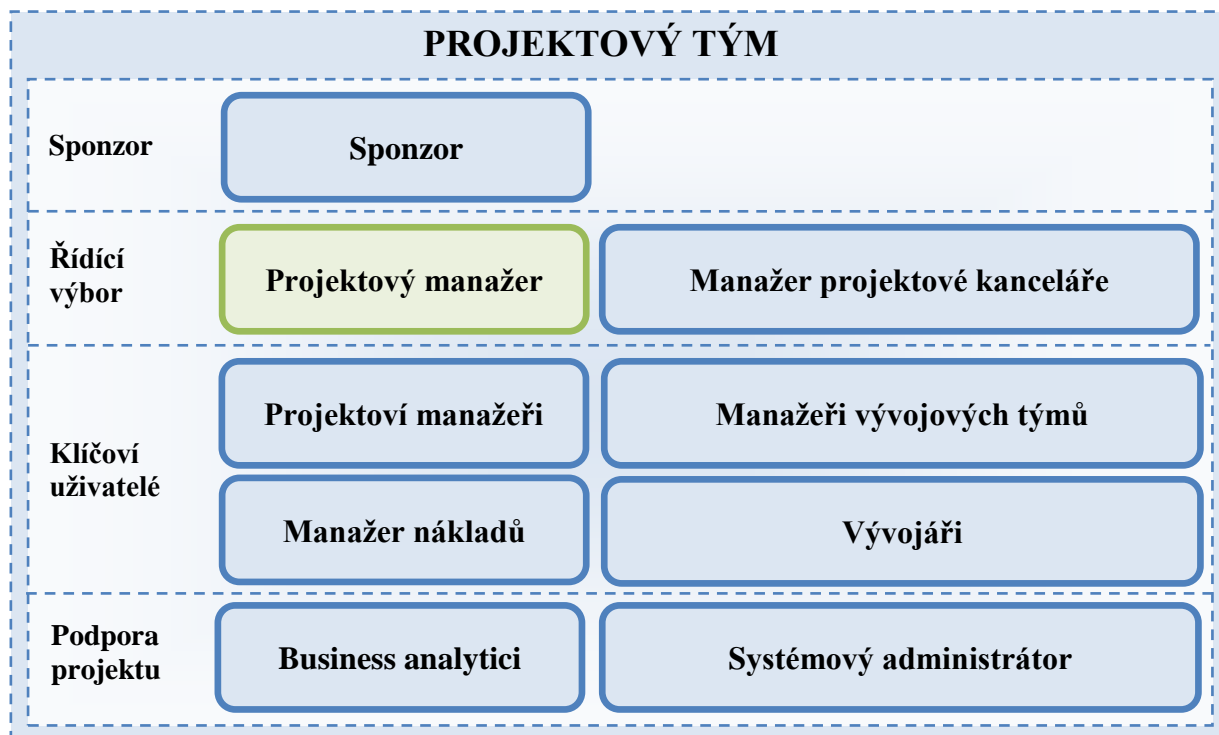 PROJEKTOVÝ TÝM
Sponzor
Sponzor
Řídící
výbor
Projektový manažer
Manažer projektové kanceláře
Klíčoví
uživatelé
Projektoví manažeři
Manažeři vývojových týmů
Manažer nákladů
Vývojáři
Podpora
projektu
Business analytici
Systémový administrátor